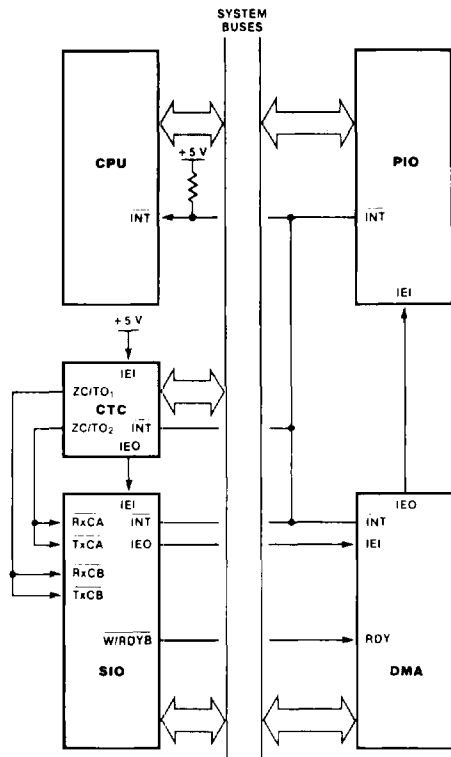 SYSTEM
BUSES
CPU
+5 V
INT
PIO
INT
IEI
+5 V
IEI
ZC/TO₁
CTC
ZC/TO₂
INT
IEO
IEI
RxCA
INT
TxCA
IEO
RxCB
TxCB
W/RDYB
SIO
IEO
INT
IEI
RDY
DMA